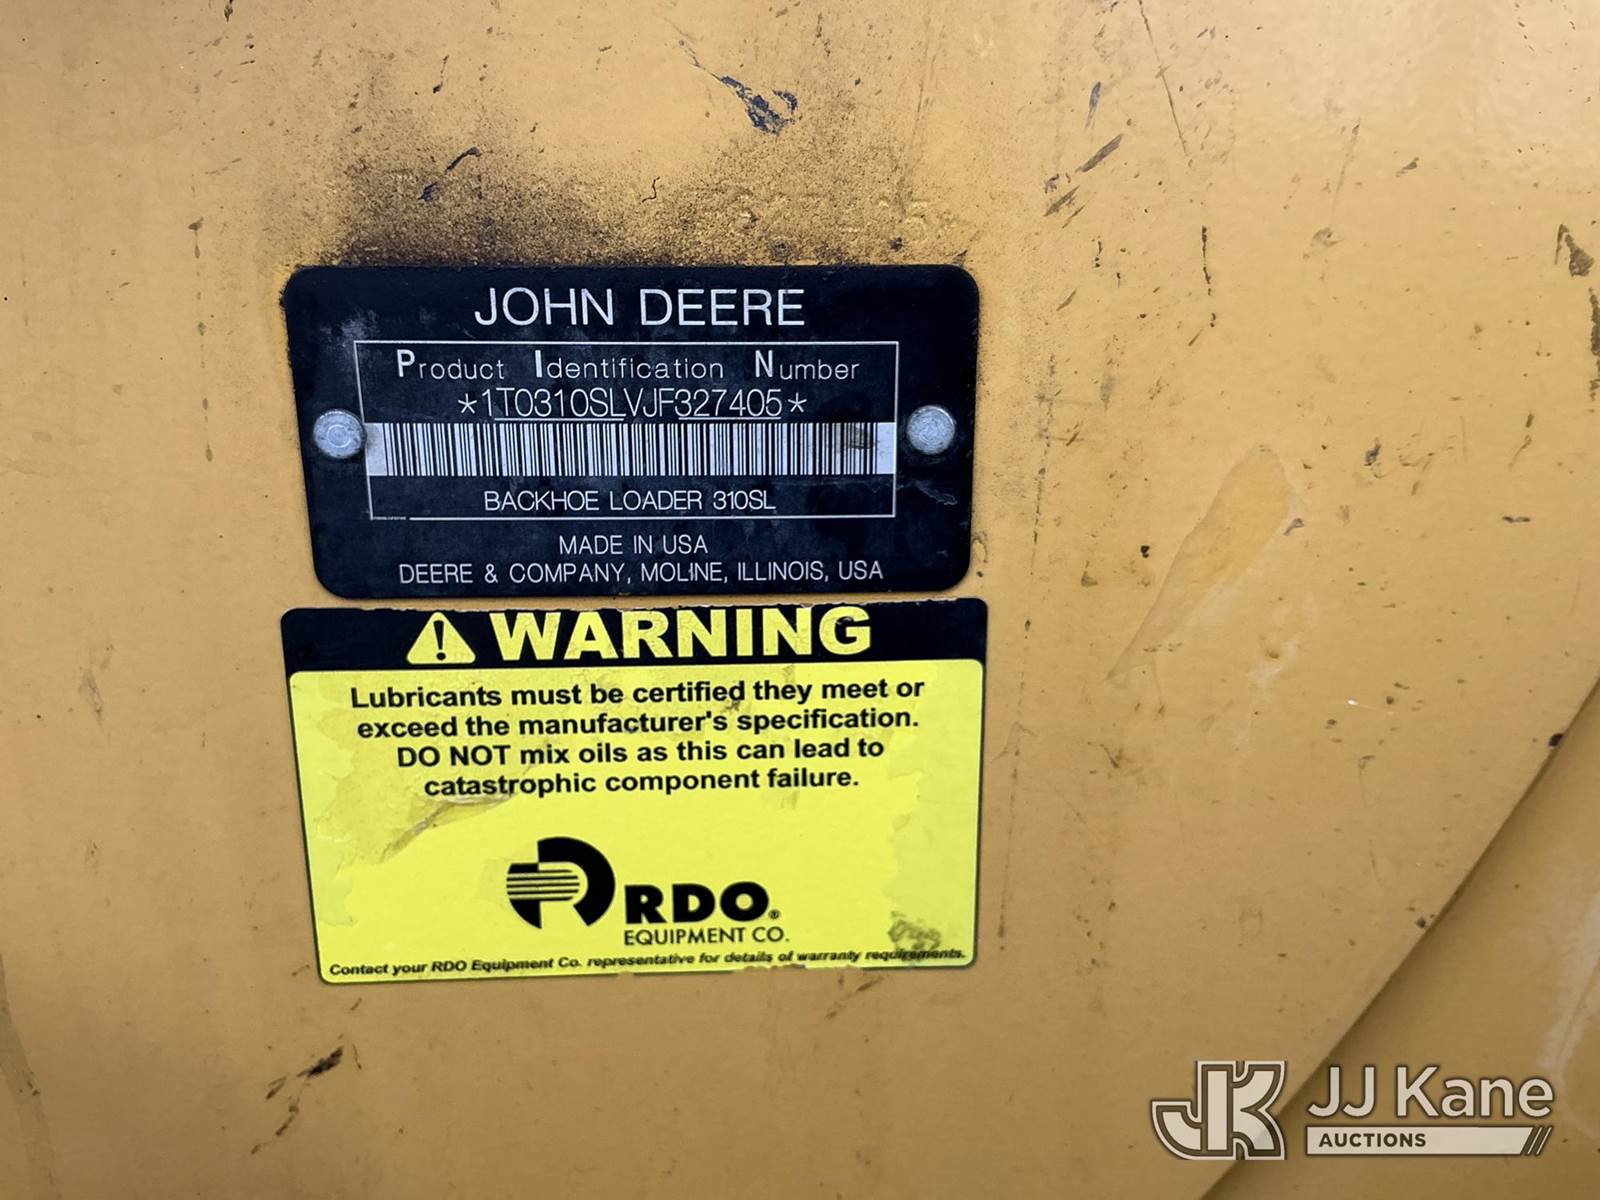 JOHN DEERE
Product Identification Number
*1T0310SLVJF327405*
BACKHOE LOADER 310SL
MADE IN USA
DEERE & COMPANY, MOLINE, ILLINOIS, USA
WARNING
Lubricants must be certified they meet or
exceed the manufacturer's specification.
DO NOT mix oils as this can lead to
catastrophic component failure.
RDO®
EQUIPMENT CO.
Contact your RDO Equipment Co. representative for details of warranty requirements.
JK JJ Kane
AUCTIONS